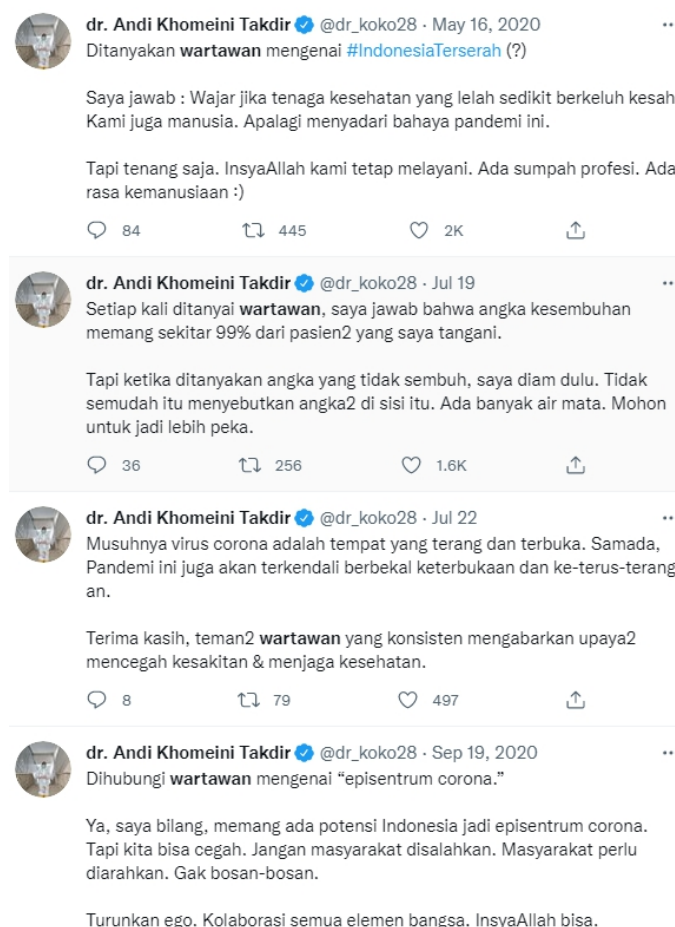 dr. Andi Khomeini Takdir @dr_koko28 · May 16, 2020
Ditanyakan wartawan mengenai #IndonesiaTerserah (?)
Saya jawab : Wajar jika tenaga kesehatan yang lelah sedikit berkeluh kesah
Kami juga manusia. Apalagi menyadari bahaya pandemi ini.
Tapi tenang saja. InsyaAllah kami tetap melayani. Ada sumpah profesi. Ada
rasa kemanusiaan :)
84 445 2K
dr. Andi Khomeini Takdir @dr_koko28 · Jul 19
Setiap kali ditanyai wartawan, saya jawab bahwa angka kesembuhan
memang sekitar 99% dari pasien2 yang saya tangani.
Tapi ketika ditanyakan angka yang tidak sembuh, saya diam dulu. Tidak
semudah itu menyebutkan angka2 di sisi itu. Ada banyak air mata. Mohon
untuk jadi lebih peka.
36 256 1.6K
dr. Andi Khomeini Takdir @dr_koko28 · Jul 22
Musuhnya virus corona adalah tempat yang terang dan terbuka. Samada,
Pandemi ini juga akan terkendali berbekal keterbukaan dan ke-terus-terang
an.
Terima kasih, teman2 wartawan yang konsisten mengabarkan upaya2
mencegah kesakitan & menjaga kesehatan.
8 79 497
dr. Andi Khomeini Takdir @dr_koko28 · Sep 19, 2020
Dihubungi wartawan mengenai “episentrum corona.”
Ya, saya bilang, memang ada potensi Indonesia jadi episentrum corona.
Tapi kita bisa cegah. Jangan masyarakat disalahkan. Masyarakat perlu
diarahkan. Gak bosan-bosan.
Turunkan ego. Kolaborasi semua elemen bangsa. InsyaAllah bisa.